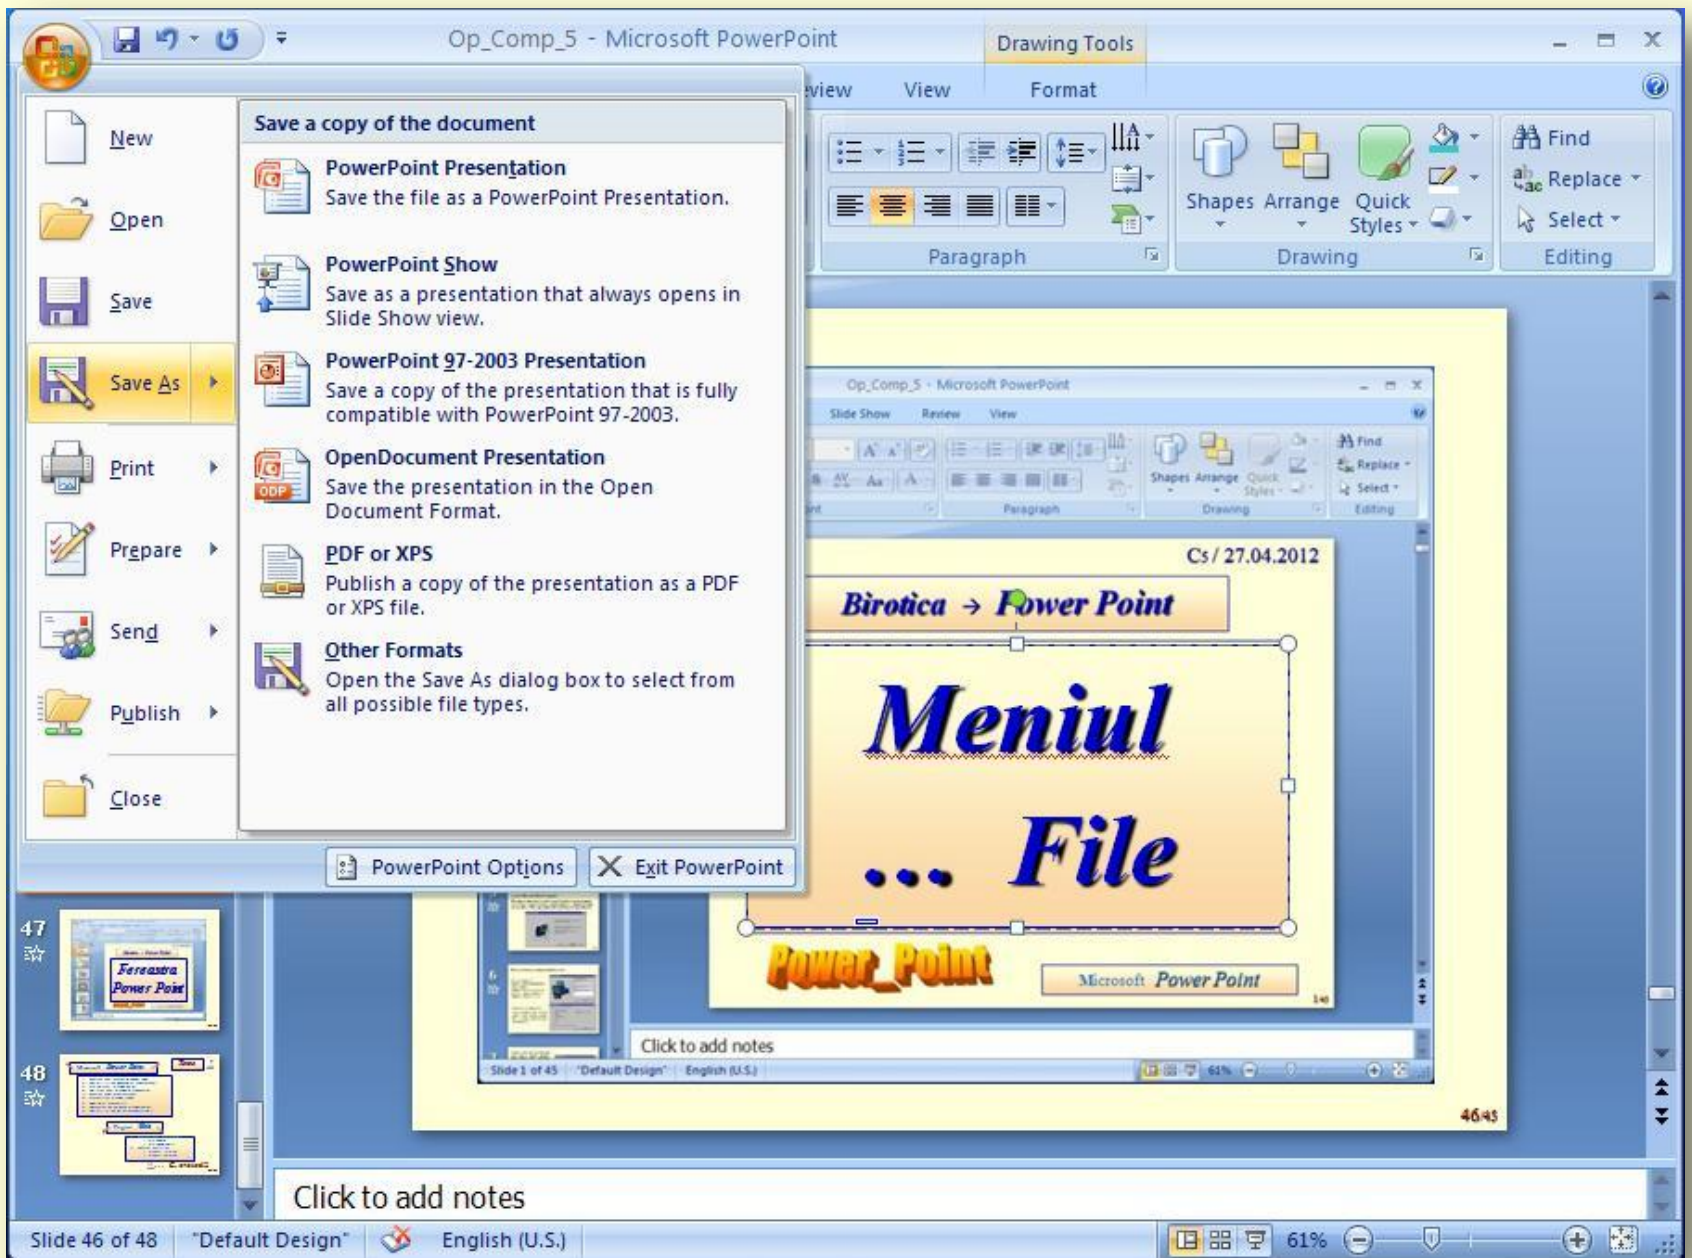 Op_Comp_5 - Microsoft PowerPoint
Drawing Tools
View
Format
New
Open
Save
Save As
Print
Prepare
Send
Publish
Close
Save a copy of the document
PowerPoint Presentation
Save the file as a PowerPoint Presentation.
PowerPoint Show
Save as a presentation that always opens in
Slide Show view.
PowerPoint 97-2003 Presentation
Save a copy of the presentation that is fully
compatible with PowerPoint 97-2003.
OpenDocument Presentation
Save the presentation in the Open
Document Format.
PDF or XPS
Publish a copy of the presentation as a PDF
or XPS file.
Other Formats
Open the Save As dialog box to select from
all possible file types.
PowerPoint Options
Exit PowerPoint
Shapes Arrange Quick
Styles
Find
Replace
Select
Paragraph
Drawing
Editing
Op_Comp_5 - Microsoft PowerPoint
Slide Show Review View
Shapes Arrange Quick
Styles
Find
Replace
Select
Paragraph
Drawing
Editing
Cs / 27.04.2012
Birotica → Power Point
Meniul
... File
Power_Point
Microsoft Power Point
Click to add notes
Slide 1 of 45 "Default Design" English (U.S.) 61%
47
Fereastra
Power Point
48
Click to add notes
Slide 46 of 48 "Default Design" English (U.S.) 61%